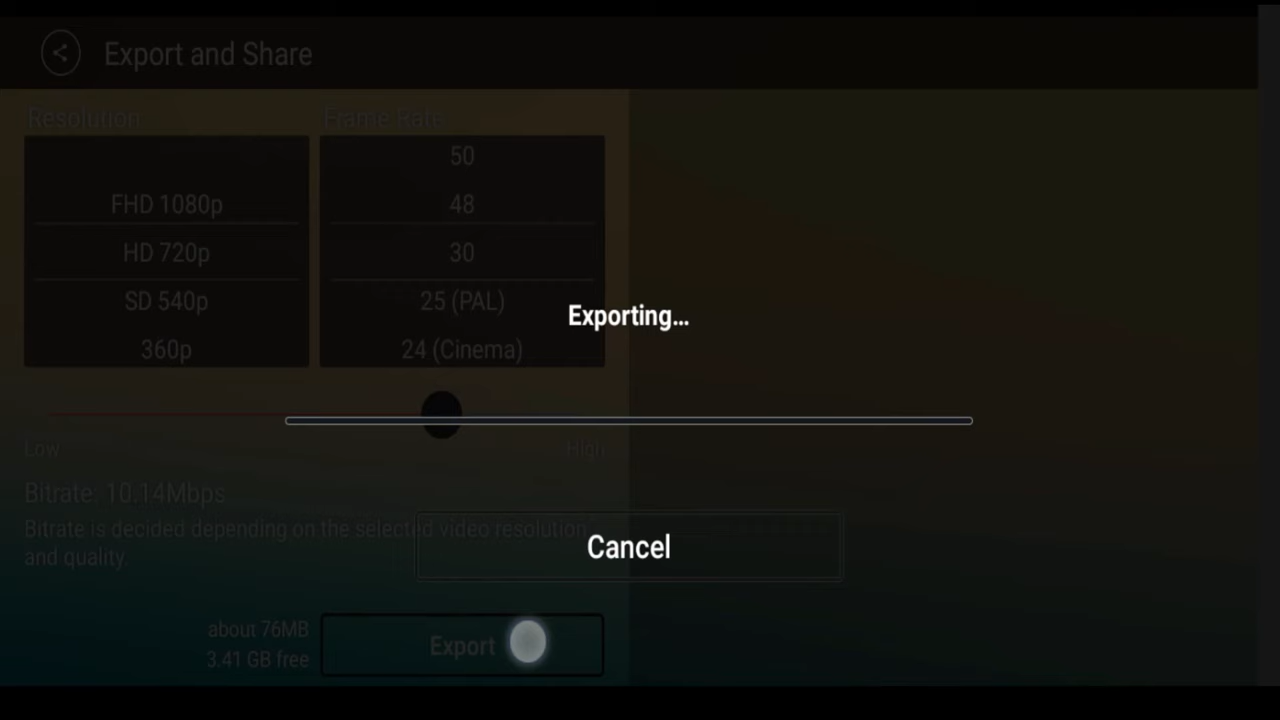 Export and Share
Resolution
Frame Rate
FHD 1080p
HD 720p
SD 540p
360p
50
48
30
25 (PAL)
24 (Cinema)
Exporting...
Low
High
Bitrate: 10.14Mbps
Bitrate is decided depending on the selected video resolution
and quality.
Cancel
about 76MB
3.41 GB free
Export